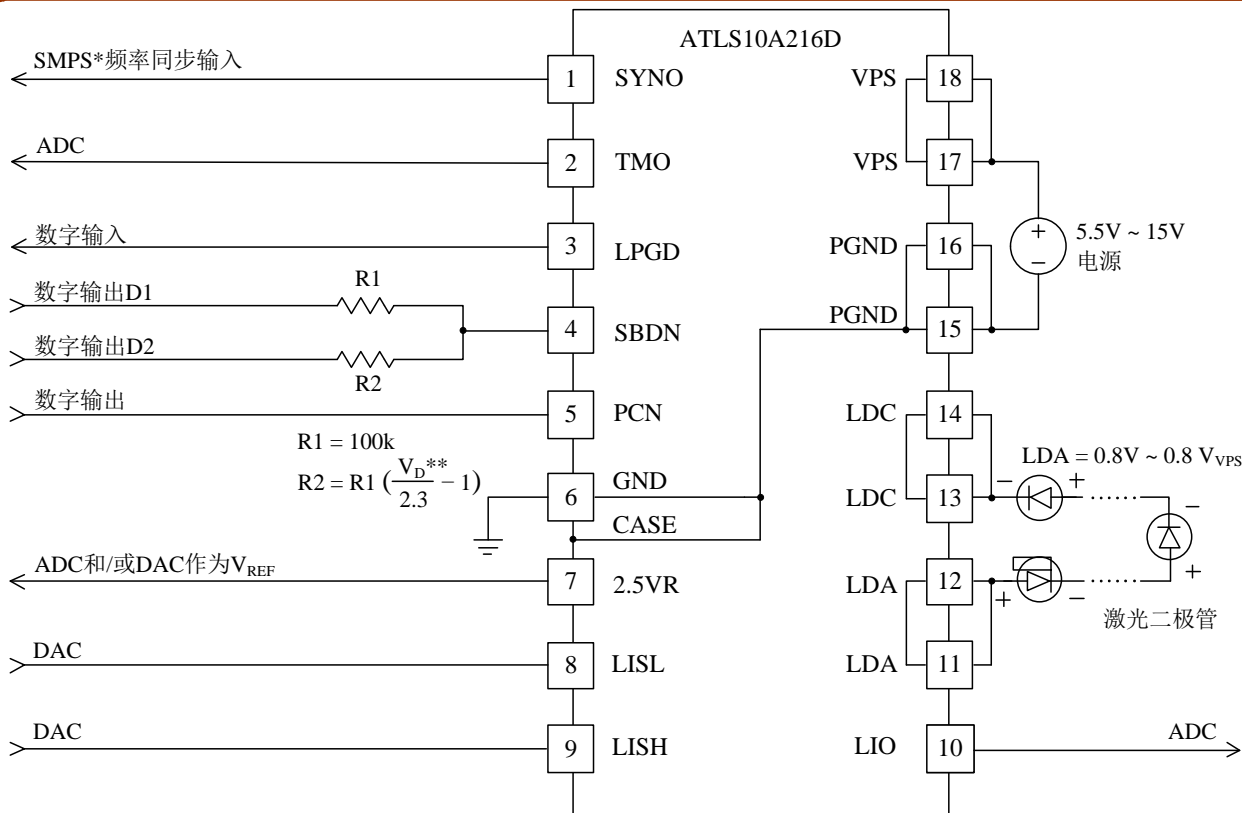 ATLS10A216D
SMPS*频率同步输入
1
SYNO
ADC
2
TMO
数字输入
3
LPGD
数字输出D1
R1
数字输出D2
R2
4
SBDN
数字输出
5
PCN
R1 = 100k
R2 = R1 (V_D**/2.3 − 1)
6
GND
CASE
ADC和/或DAC作为V_REF
7
2.5VR
DAC
8
LISL
DAC
9
LISH
VPS
18
VPS
17
+
−
5.5V ~ 15V
电源
PGND
16
PGND
15
LDC
14
LDA = 0.8V ~ 0.8 V_VPS
LDC
13
− + ······
−
+
LDA
12
+ − ······
激光二极管
LDA
11
LIO
10
ADC